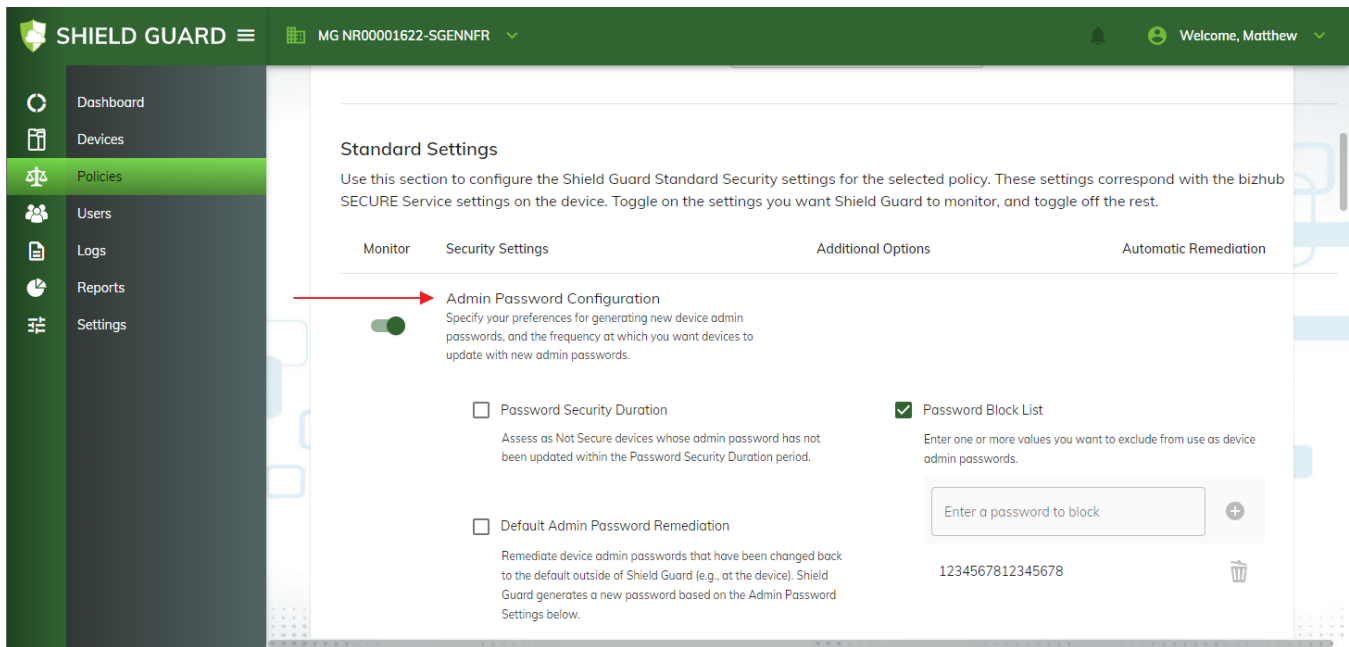 SHIELD GUARD
MG NR00001622-SGENNFR
Welcome, Matthew
Dashboard
Devices
Policies
Users
Logs
Reports
Settings
Standard Settings
Use this section to configure the Shield Guard Standard Security settings for the selected policy. These settings correspond with the bizhub
SECURE Service settings on the device. Toggle on the settings you want Shield Guard to monitor, and toggle off the rest.
Monitor Security Settings Additional Options Automatic Remediation
Admin Password Configuration
Specify your preferences for generating new device admin
passwords, and the frequency at which you want devices to
update with new admin passwords.
Password Security Duration
Assess as Not Secure devices whose admin password has not
been updated within the Password Security Duration period.
Default Admin Password Remediation
Remediate device admin passwords that have been changed back
to the default outside of Shield Guard (e.g., at the device). Shield
Guard generates a new password based on the Admin Password
Settings below.
Password Block List
Enter one or more values you want to exclude from use as device
admin passwords.
Enter a password to block
1234567812345678